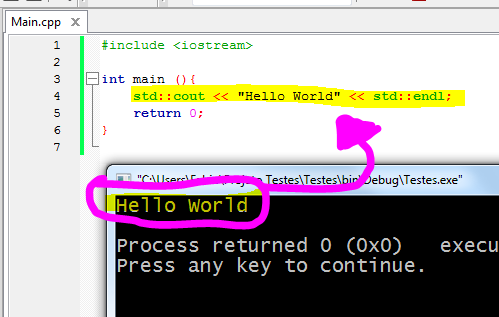 Main.cpp
1 #include <iostream>
2
3 int main (){
4 std::cout << "Hello World" << std::endl;
5 return 0;
6 }
7
"C:\Users\ Testes\Testes\bin\Debug\Testes.exe"
Hello World
Process returned 0 (0x0) execu
Press any key to continue.